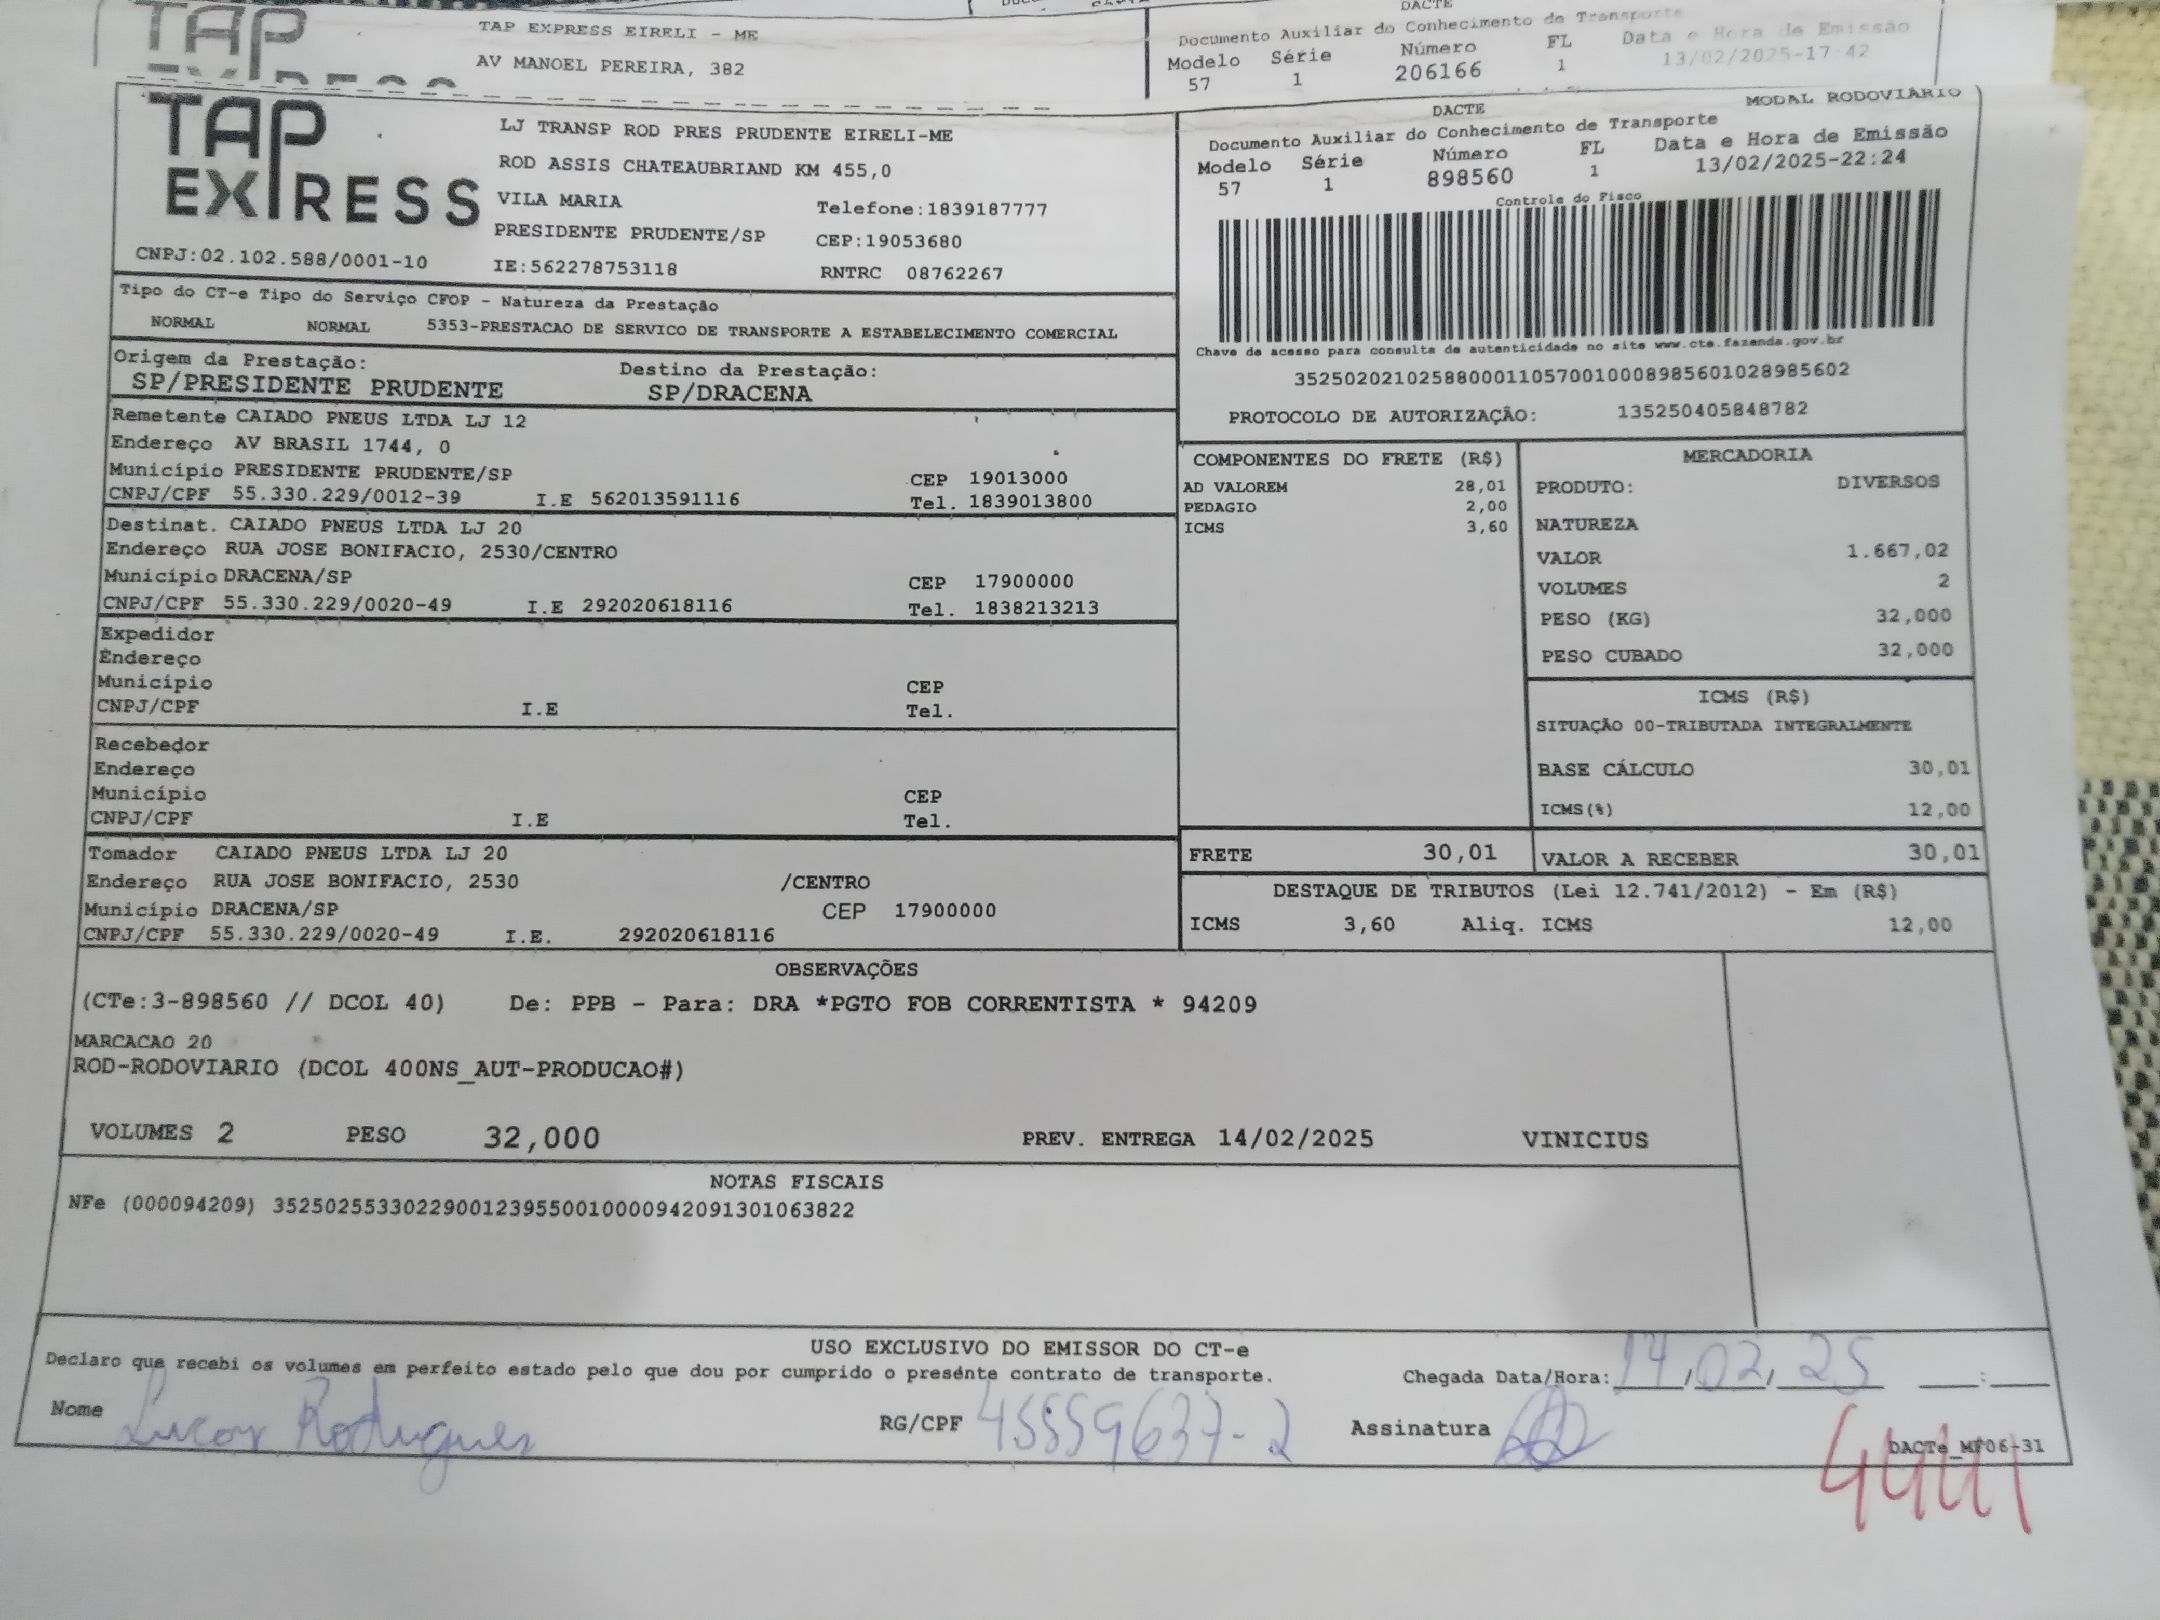 TAP EXPRESS EIRELI - ME
AV MANOEL PEREIRA, 382
DACTE
Documento Auxiliar do Conhecimento de Transporte
Modelo Série Número FL Data e Hora de Emissão
57 1 206166 1 13/02/2025-17:42
TAP
EXPRESS
CNPJ:02.102.588/0001-10
LJ TRANSP ROD PRES PRUDENTE EIRELI-ME
ROD ASSIS CHATEAUBRIAND KM 455,0
VILA MARIA Telefone:1839187777
PRESIDENTE PRUDENTE/SP CEP:19053680
IE:562278753118 RNTRC 08762267
DACTE MODAL RODOVIARIO
Documento Auxiliar do Conhecimento de Transporte
Modelo Série Número FL Data e Hora de Emissão
57 1 898560 1 13/02/2025-22:24
Controle do Fisco
Chave de acesso para consulta de autenticidade no site www.cte.fazenda.gov.br
35250202102588000110570010008985601028985602
PROTOCOLO DE AUTORIZAÇÃO: 135250405848782
Tipo do CT-e Tipo do Serviço CFOP - Natureza da Prestação
NORMAL NORMAL 5353-PRESTACAO DE SERVICO DE TRANSPORTE A ESTABELECIMENTO COMERCIAL
Origem da Prestação: Destino da Prestação:
SP/PRESIDENTE PRUDENTE SP/DRACENA
Remetente CAIADO PNEUS LTDA LJ 12
Endereço AV BRASIL 1744, 0
Município PRESIDENTE PRUDENTE/SP CEP 19013000
CNPJ/CPF 55.330.229/0012-39 I.E 562013591116 Tel. 1839013800
Destinat. CAIADO PNEUS LTDA LJ 20
Endereço RUA JOSE BONIFACIO, 2530/CENTRO
Município DRACENA/SP CEP 17900000
CNPJ/CPF 55.330.229/0020-49 I.E 292020618116 Tel. 1838213213
Expedidor
Endereço
Município CEP
CNPJ/CPF I.E Tel.
Recebedor
Endereço
Município CEP
CNPJ/CPF I.E Tel.
Tomador CAIADO PNEUS LTDA LJ 20
Endereço RUA JOSE BONIFACIO, 2530 /CENTRO
Município DRACENA/SP CEP 17900000
CNPJ/CPF 55.330.229/0020-49 I.E. 292020618116
COMPONENTES DO FRETE (R$)
AD VALOREM 28,01
PEDAGIO 2,00
ICMS 3,60
MERCADORIA
PRODUTO: DIVERSOS
NATUREZA
VALOR 1.667,02
VOLUMES 2
PESO (KG) 32,000
PESO CUBADO 32,000
ICMS (R$)
SITUAÇÃO 00-TRIBUTADA INTEGRALMENTE
BASE CÁLCULO 30,01
ICMS(%) 12,00
FRETE 30,01 VALOR A RECEBER 30,01
DESTAQUE DE TRIBUTOS (Lei 12.741/2012) - Em (R$)
ICMS 3,60 Aliq. ICMS 12,00
OBSERVAÇÕES
(CTe:3-898560 // DCOL 40) De: PPB - Para: DRA *PGTO FOB CORRENTISTA * 94209
MARCACAO 20
ROD-RODOVIARIO (DCOL 400NS_AUT-PRODUCAO#)
VOLUMES 2 PESO 32,000 PREV. ENTREGA 14/02/2025 VINICIUS
NOTAS FISCAIS
NFe (000094209) 35250255330229001239550010000942091301063822
USO EXCLUSIVO DO EMISSOR DO CT-e
Declaro que recebi os volumes em perfeito estado pelo que dou por cumprido o presente contrato de transporte. Chegada Data/Hora: 14/02/25 :
Nome Lucas Rodrigues RG/CPF 45559637-2 Assinatura
DACTe_MF06-31